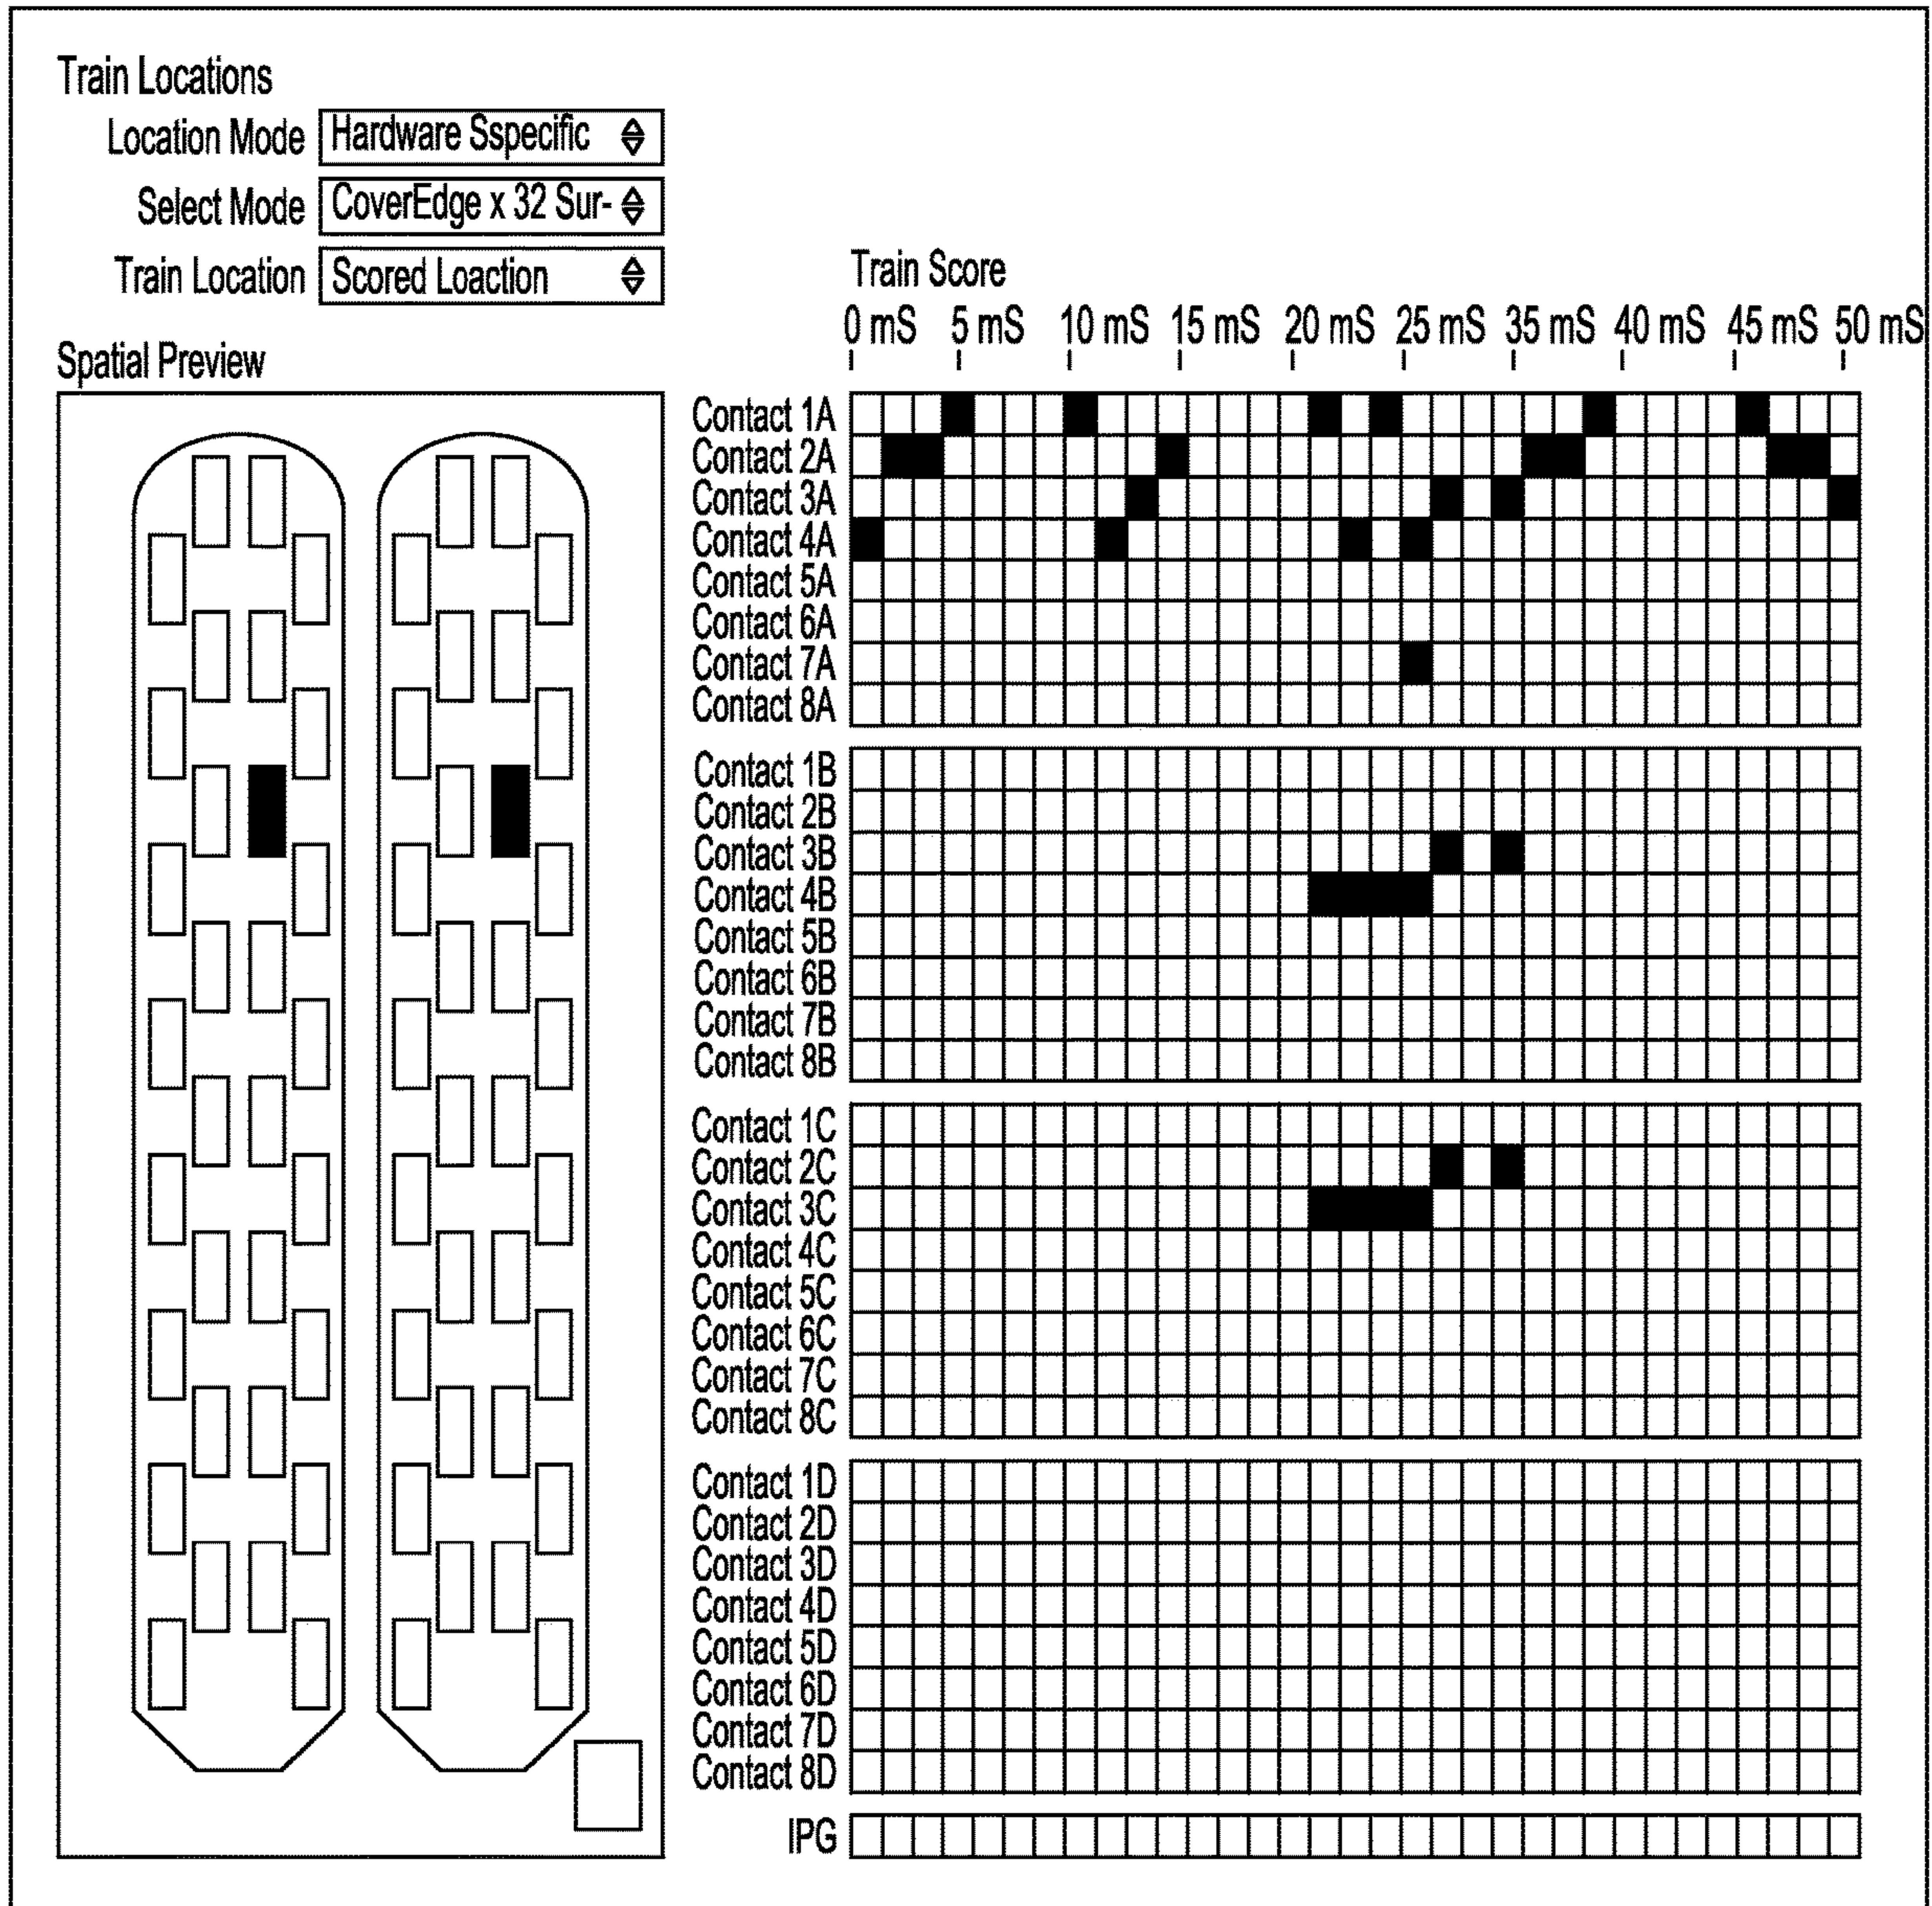 Train Locations
Location Mode Hardware Sspecific
Select Mode CoverEdge x 32 Sur-
Train Location Scored Loaction
Spatial Preview
Train Score
0 mS 5 mS 10 mS 15 mS 20 mS 25 mS 35 mS 40 mS 45 mS 50 mS
Contact 1A
Contact 2A
Contact 3A
Contact 4A
Contact 5A
Contact 6A
Contact 7A
Contact 8A
Contact 1B
Contact 2B
Contact 3B
Contact 4B
Contact 5B
Contact 6B
Contact 7B
Contact 8B
Contact 1C
Contact 2C
Contact 3C
Contact 4C
Contact 5C
Contact 6C
Contact 7C
Contact 8C
Contact 1D
Contact 2D
Contact 3D
Contact 4D
Contact 5D
Contact 6D
Contact 7D
Contact 8D
IPG